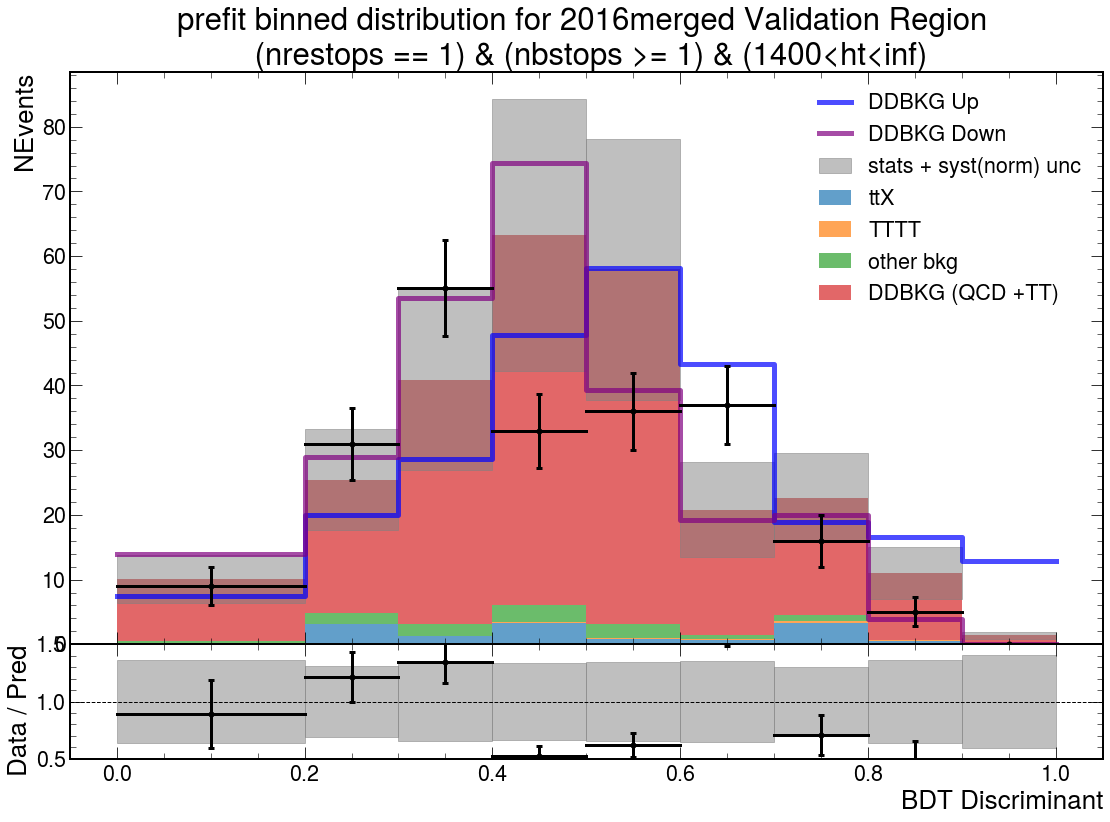 prefit binned distribution for 2016merged Validation Region
(nrestops == 1) & (nbstops >= 1) & (1400<ht<inf)
NEvents
80
70
60
50
40
30
20
10
0
DDBKG Up
DDBKG Down
stats + syst(norm) unc
ttX
TTTT
other bkg
DDBKG (QCD +TT)
Data / Pred
1.5
1.0
0.5
0.0 0.2 0.4 0.6 0.8 1.0
BDT Discriminant